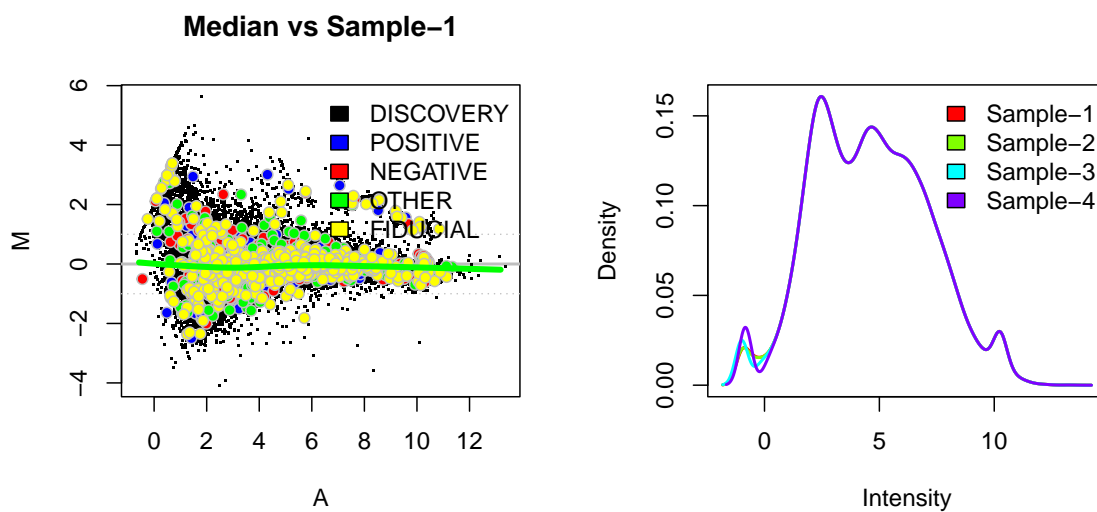 Median vs Sample−1
M
6
4
2
0
−2
−4
DISCOVERY
POSITIVE
NEGATIVE
OTHER
FIDUCIAL
0 2 4 6 8 10 12
A
Density
0.15
0.10
0.05
0.00
Sample−1
Sample−2
Sample−3
Sample−4
0 5 10
Intensity